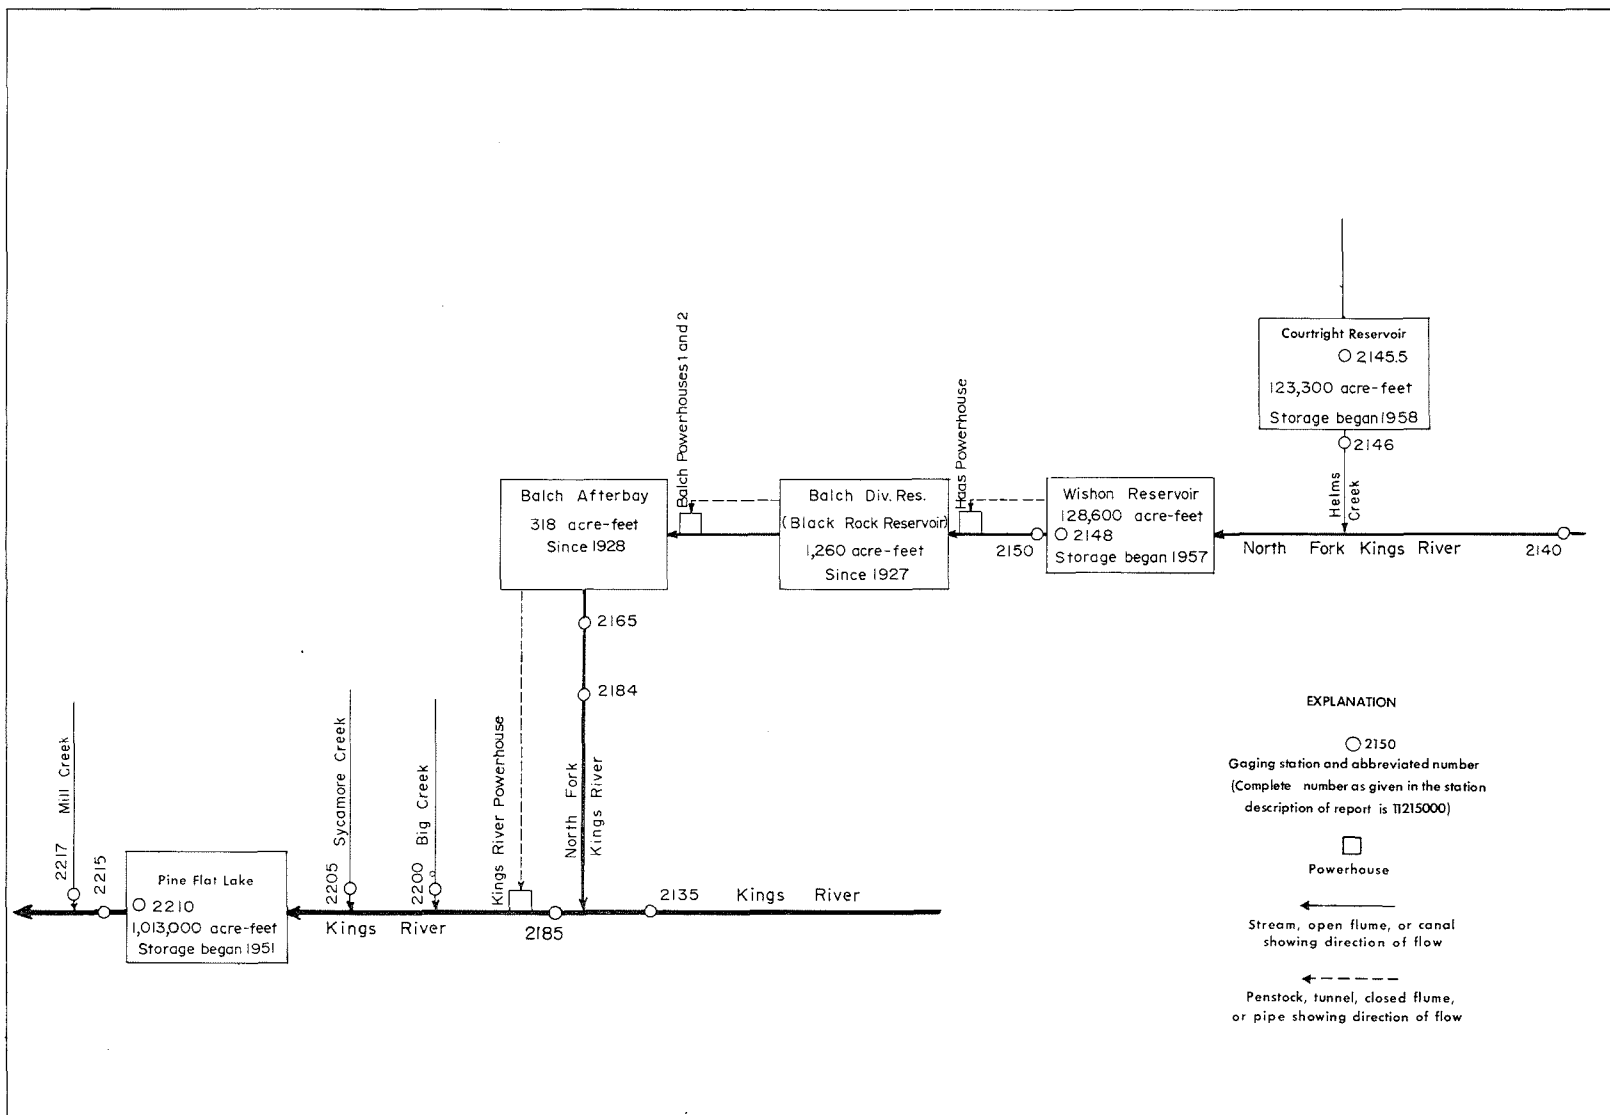 Courtright Reservoir
2145.5
123,300 acre-feet
Storage began 1958
2146
Helms
Creek
North Fork Kings River
2140
Wishon Reservoir
128,600 acre-feet
2148
Storage began 1957
2150
Haas Powerhouse
Balch Div. Res.
(Black Rock Reservoir)
1,260 acre-feet
Since 1927
Balch Powerhouses 1 and 2
Balch Afterbay
318 acre-feet
Since 1928
2165
2184
North Fork
Kings River
Kings River Powerhouse
2135 Kings River
2185
2200 Big Creek
2205 Sycamore Creek
Kings River
Pine Flat Lake
2210
1,013,000 acre-feet
Storage began 1951
2215
2217 Mill Creek
EXPLANATION
2150
Gaging station and abbreviated number
(Complete number as given in the station
description of report is 11215000)
Powerhouse
Stream, open flume, or canal
showing direction of flow
Penstock, tunnel, closed flume,
or pipe showing direction of flow